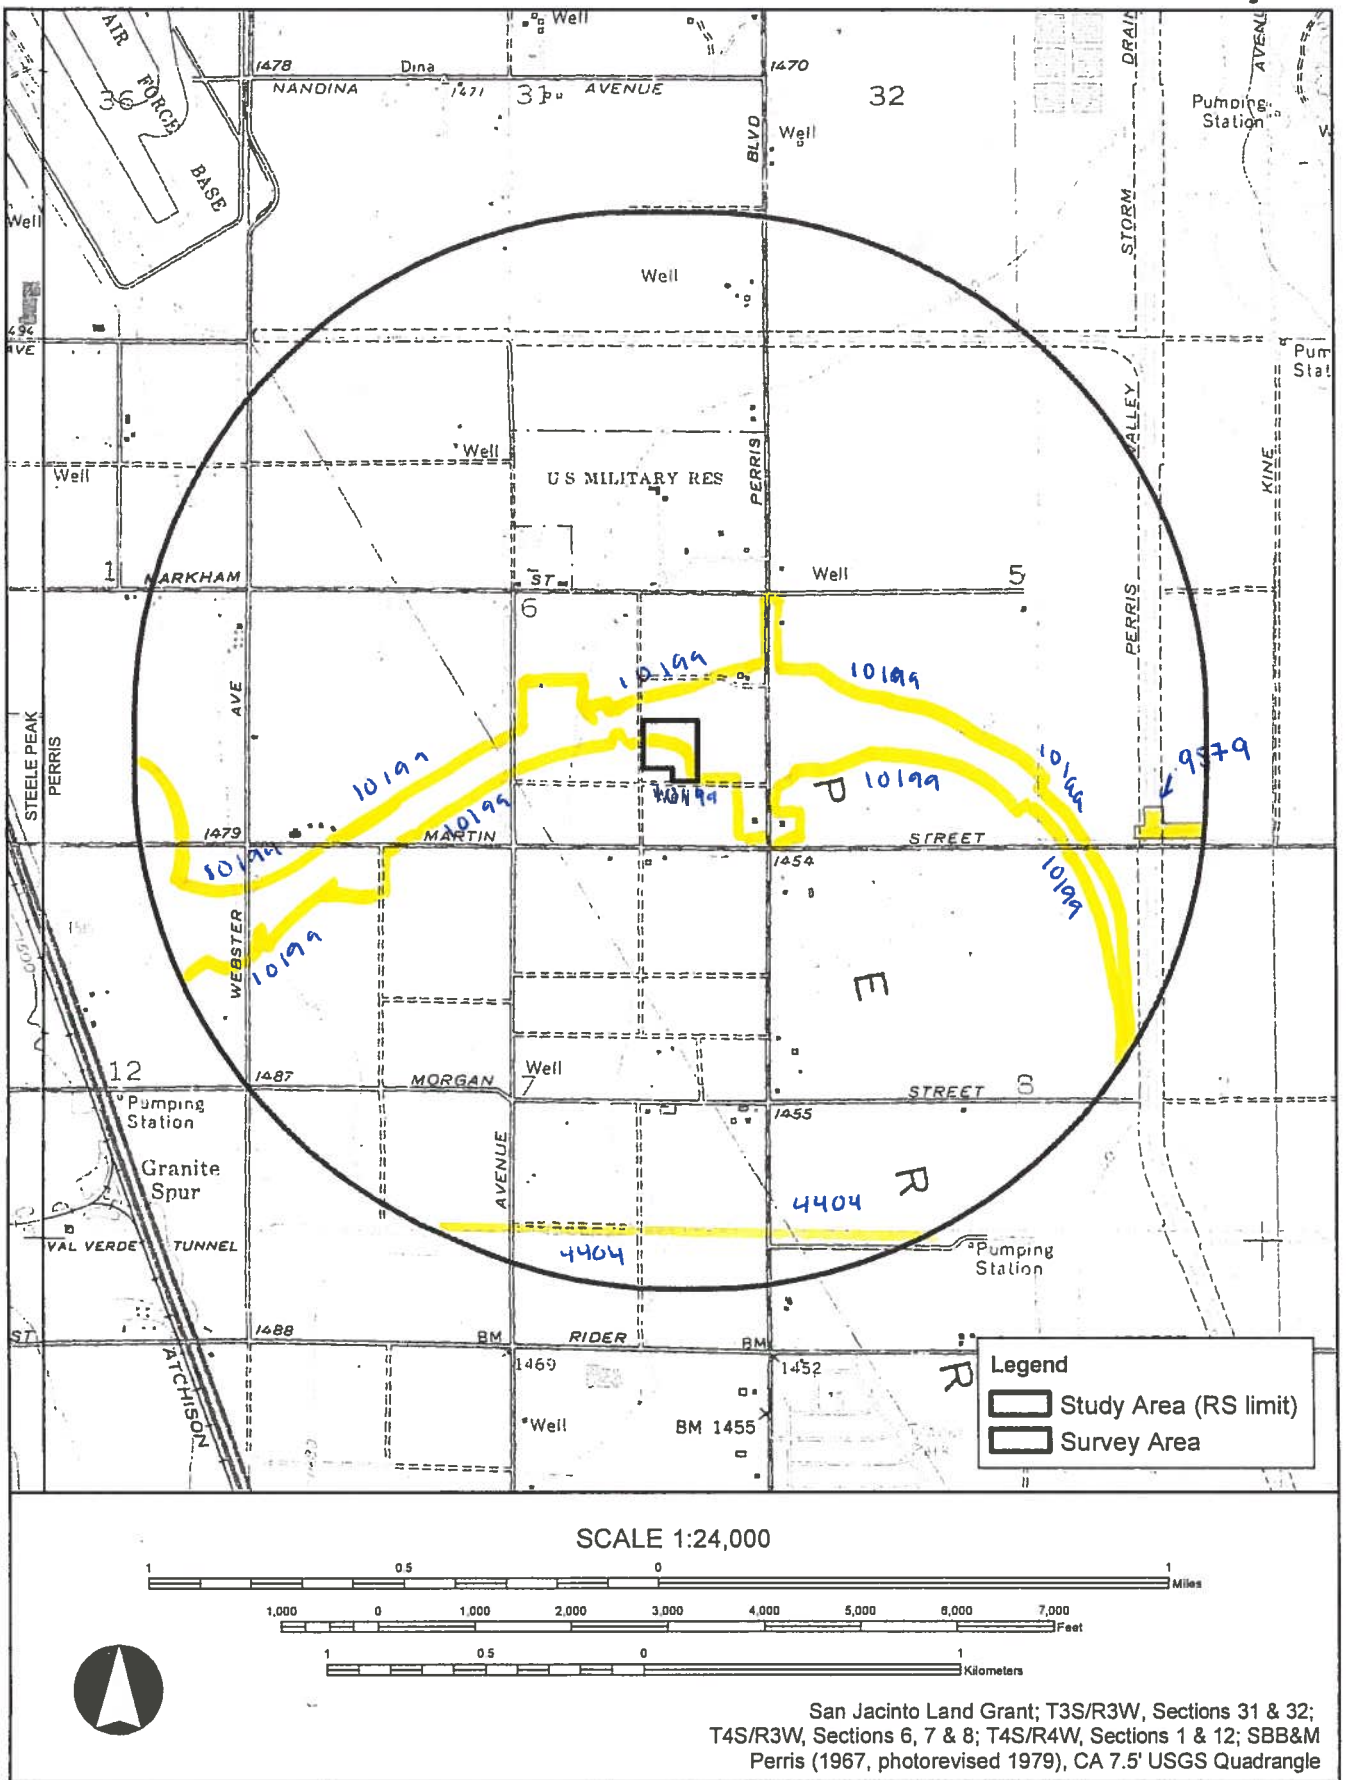 AIR
FORCE
BASE
36
Well
1478
Dina
NANDINA
1471
31
AVENUE
1470
32
BLVD
Well
DRAIN
STORM
AVENU
Pumping
Station
Well
Well
494
AVE
Pum
Stat
VALLEY
KINE
Well
Well
U S MILITARY RES
PERRIS
1
MARKHAM
ST
Well
5
6
PERRIS
AVE
STEELE PEAK
PERRIS
10199
10199
10199
10199
10199
10199
10199
10199
9579
P
1479
MARTIN
STREET
10199
1454
10199
10199
WEBSTER
E
12
1487
MORGAN
Well
7
STREET
8
1455
Pumping
Station
Granite
Spur
AVENUE
R
4404
4404
VAL VERDE
TUNNEL
Pumping
Station
ST
1488
BM
RIDER
BM
1469
1452
R
ATCHISON
Well
BM 1455
Legend
Study Area (RS limit)
Survey Area
SCALE 1:24,000
1 0.5 0 1
Miles
1,000 0 1,000 2,000 3,000 4,000 5,000 6,000 7,000
Feet
1 0.5 0 1
Kilometers
San Jacinto Land Grant; T3S/R3W, Sections 31 & 32;
T4S/R3W, Sections 6, 7 & 8; T4S/R4W, Sections 1 & 12; SBB&M
Perris (1967, photorevised 1979), CA 7.5' USGS Quadrangle